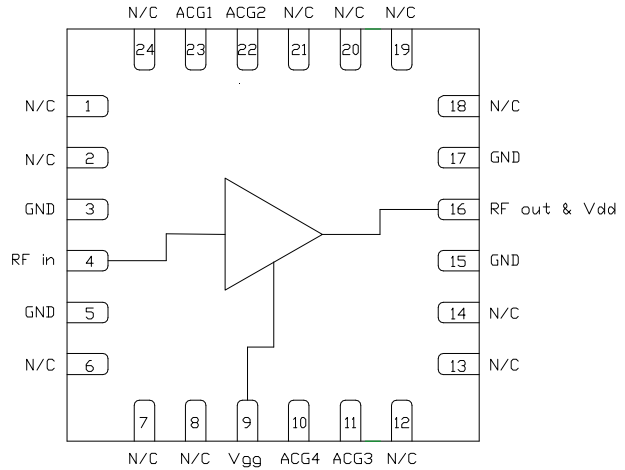 N/C ACG1 ACG2 N/C N/C N/C
24 23 22 21 20 19
N/C 1 18 N/C
N/C 2 17 GND
GND 3 16 RF out & Vdd
RF in 4 15 GND
GND 5 14 N/C
N/C 6 13 N/C
7 8 9 10 11 12
N/C N/C Vgg ACG4 ACG3 N/C